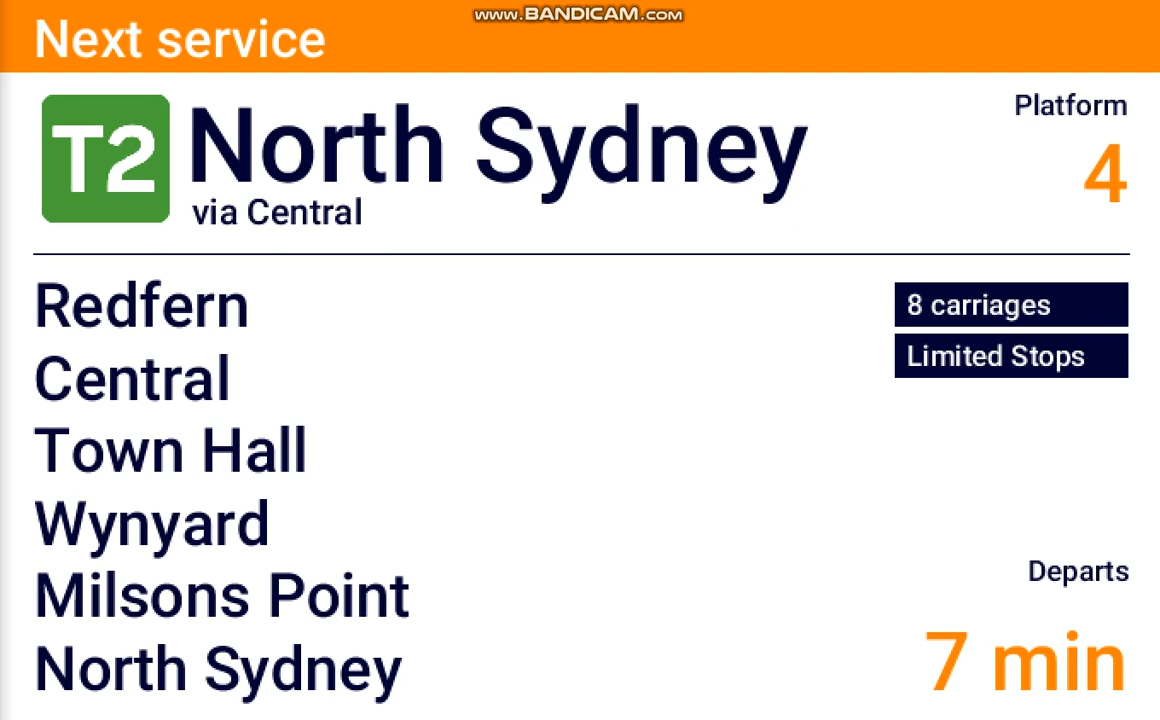 www.BANDICAM.com
Next service
T2 North Sydney
via Central
Platform
4
Redfern
Central
Town Hall
Wynyard
Milsons Point
North Sydney
8 carriages
Limited Stops
Departs
7 min